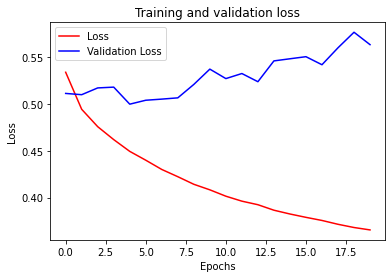 Training and validation loss
Loss
Validation Loss
0.55
0.50
0.45
0.40
Loss
0.0 2.5 5.0 7.5 10.0 12.5 15.0 17.5
Epochs